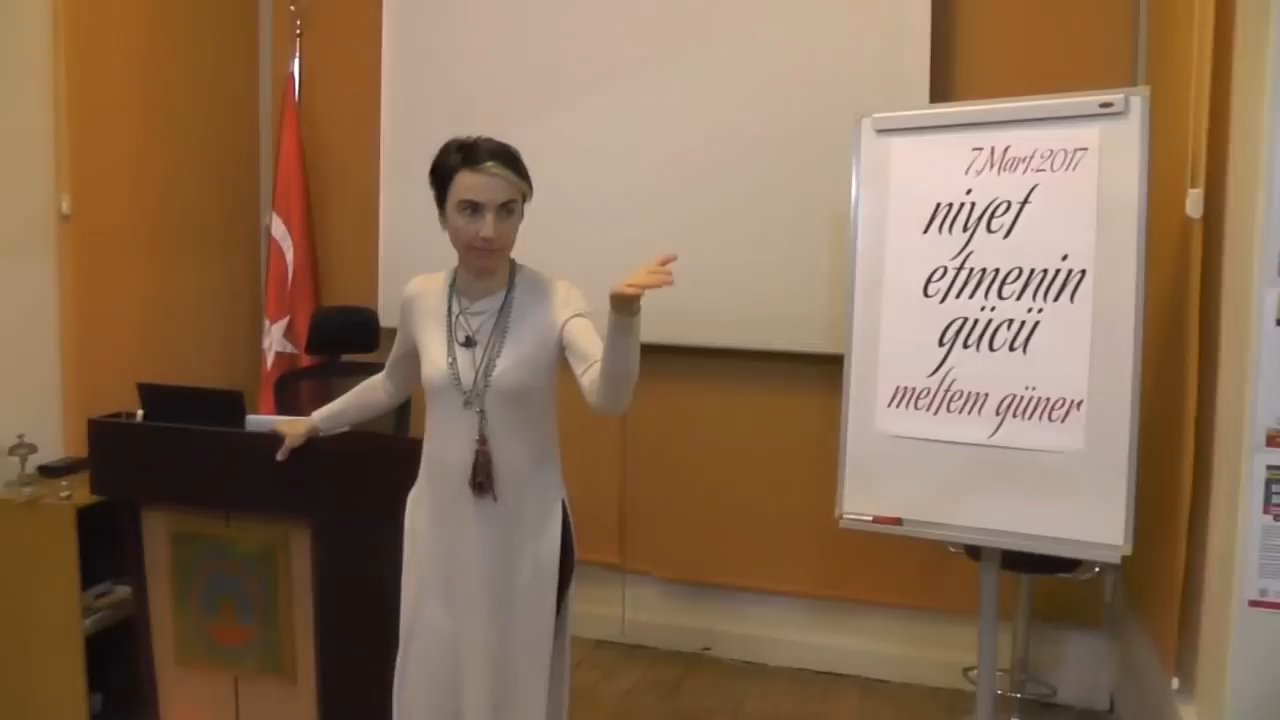 7.Mart.2017
niyet
etmenin
gücü
meltem güner